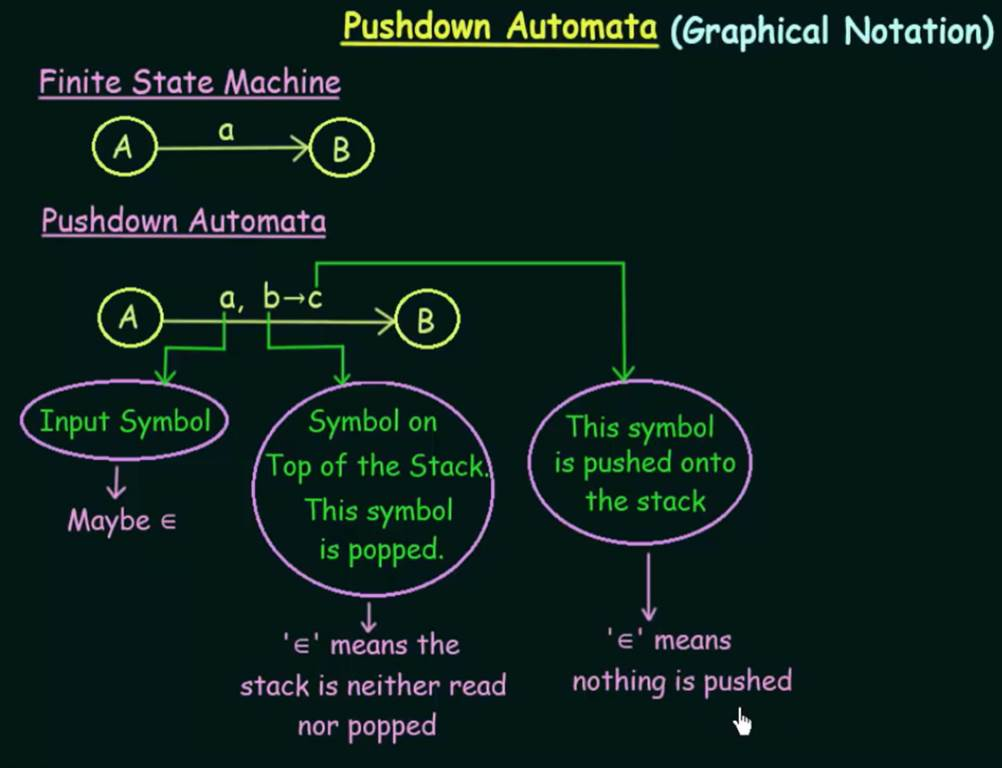 Pushdown Automata (Graphical Notation)
Finite State Machine
A a B
Pushdown Automata
A a, b→c B
Input Symbol
Maybe ∈
Symbol on
Top of the Stack.
This symbol
is popped.
'∈' means the
stack is neither read
nor popped
This symbol
is pushed onto
the stack
'∈' means
nothing is pushed